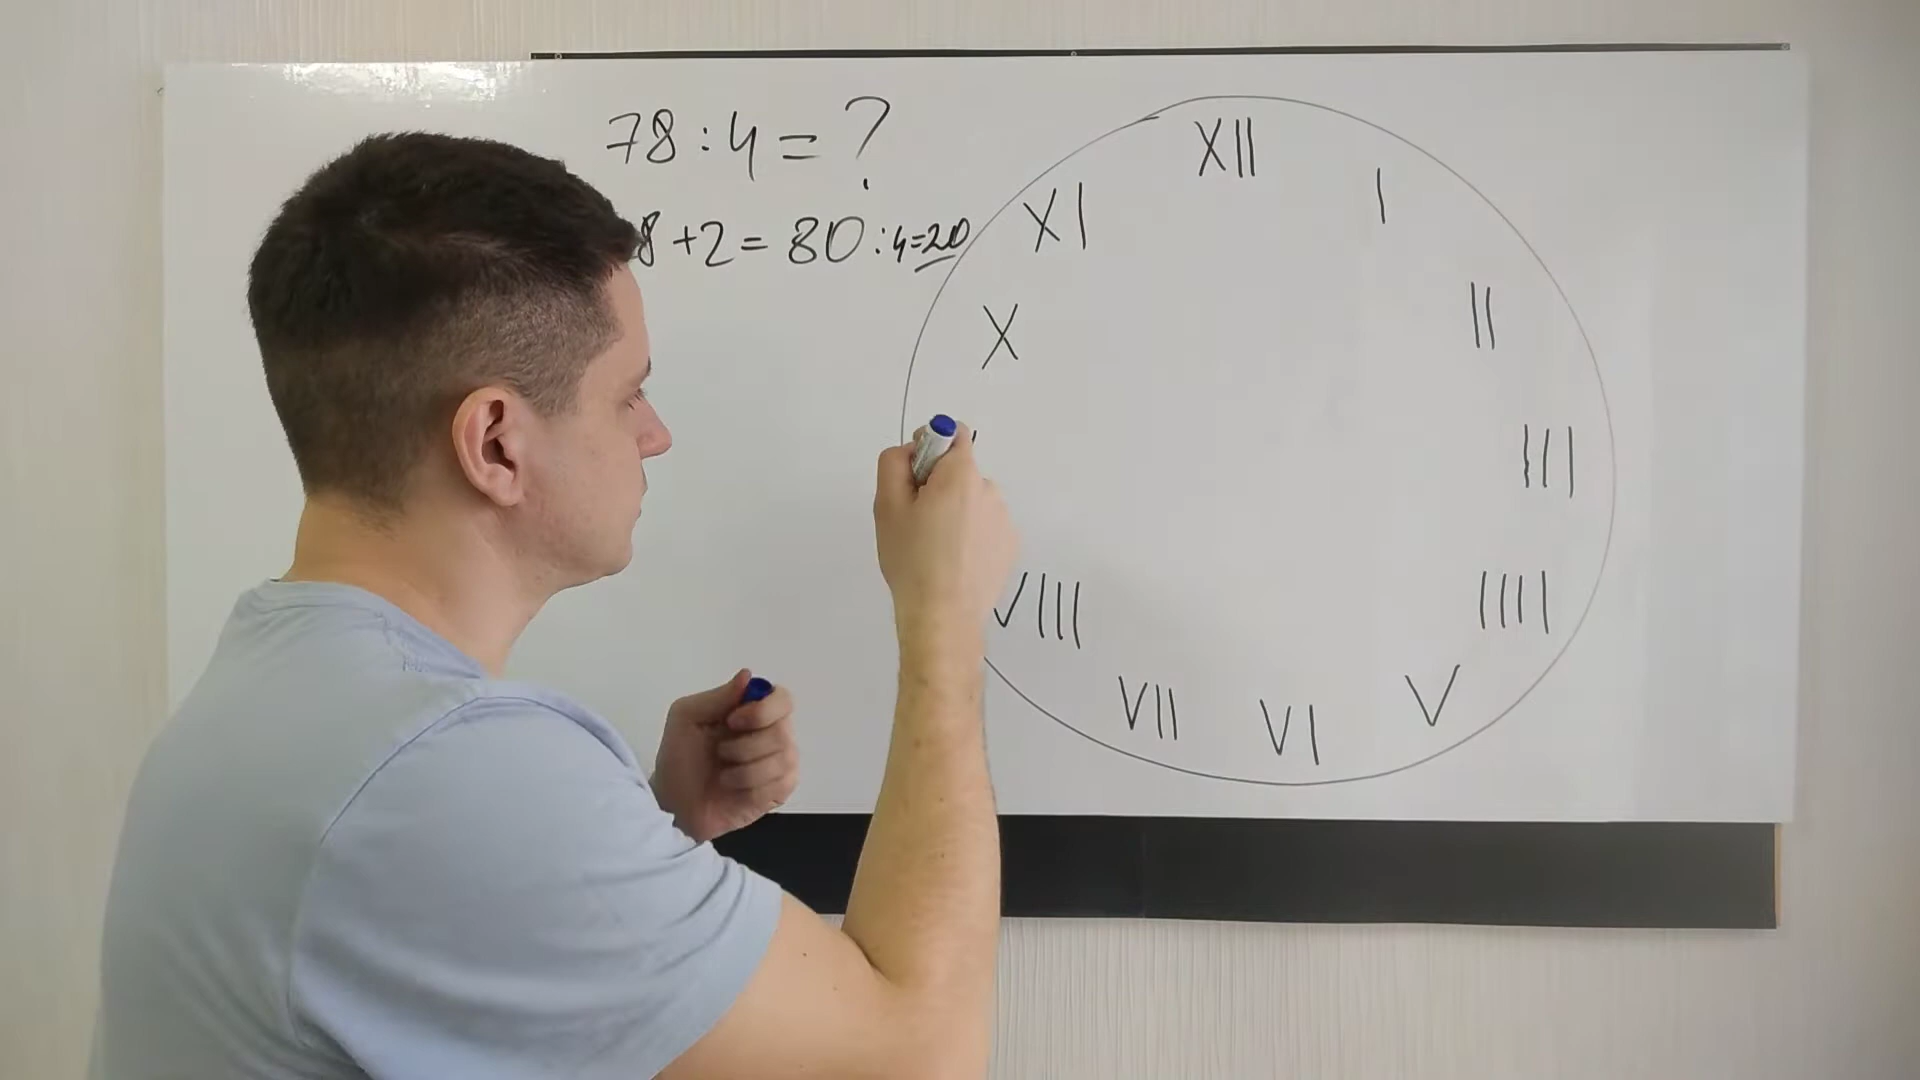 78 : 4 = ?
8 + 2 = 80 : 4 = 20
XII
I
II
III
IIII
V
VI
VII
VIII
X
XI